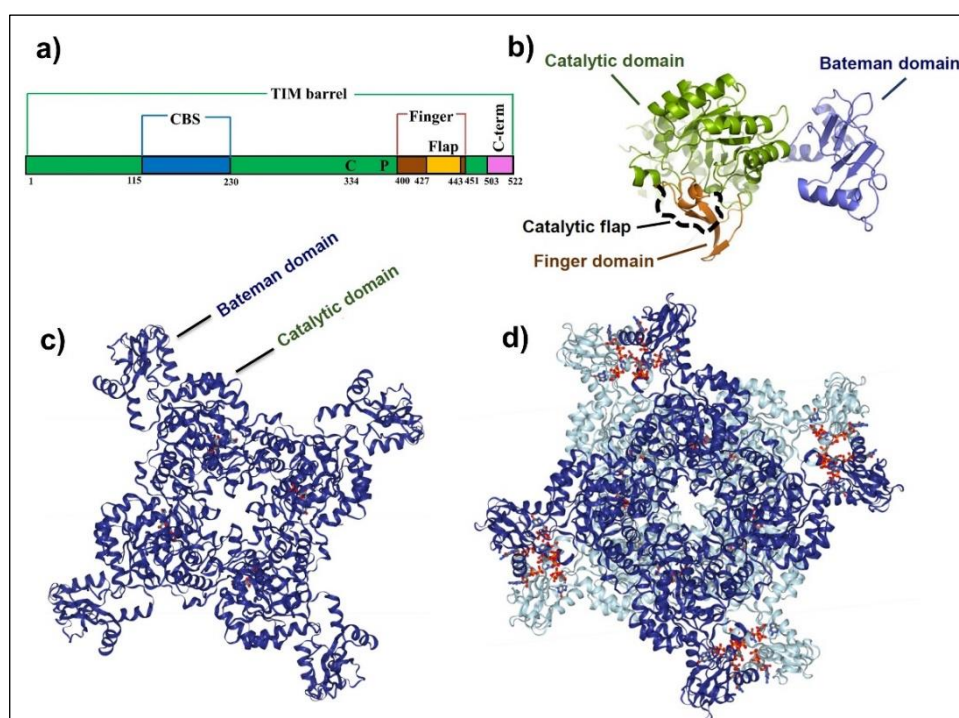 a)
TIM barrel
CBS
Finger
Flap
C-term
C P
1 115 230 334 400 427 443 451 503 522
b)
Catalytic domain
Bateman domain
Catalytic flap
Finger domain
c)
Bateman domain
Catalytic domain
d)